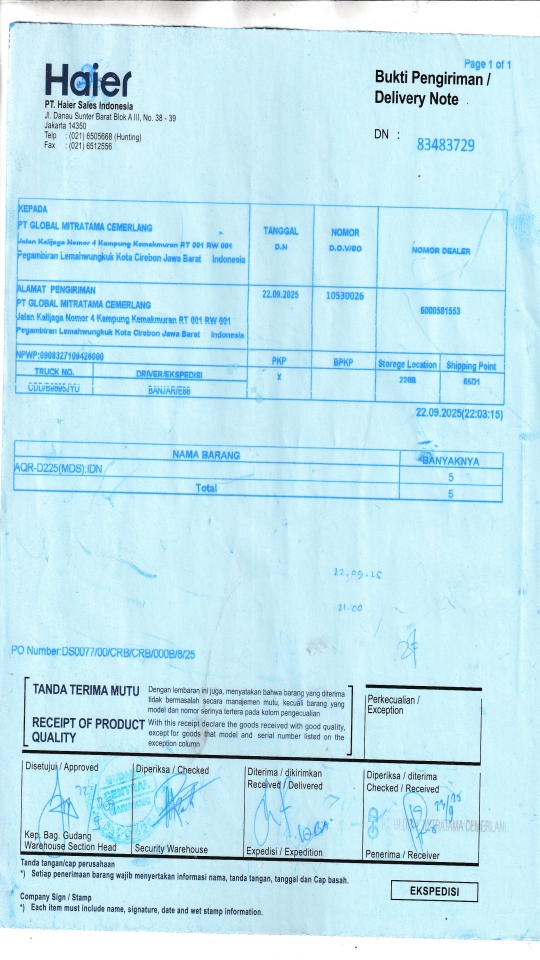 Page 1 of 1
Haier
PT. Haier Sales Indonesia
Jl. Danau Sunter Barat Blok A III, No. 38 - 39
Jakarta 14350
Telp : (021) 6505668 (Hunting)
Fax : (021) 6512556
Bukti Pengiriman /
Delivery Note
DN : 83483729
KEPADA
PT GLOBAL MITRATAMA CEMERLANG
Jalan Kalijaga Nomor 4 Kampung Kemakmuran RT 001 RW 001
Pegambiran Lemahwungkuk Kota Cirebon Jawa Barat Indonesia
TANGGAL
D.N
NOMOR
D.O./SO
NOMOR DEALER
ALAMAT PENGIRIMAN
PT GLOBAL MITRATAMA CEMERLANG
Jalan Kalijaga Nomor 4 Kampung Kemakmuran RT 001 RW 001
Pegambiran Lemahwungkuk Kota Cirebon Jawa Barat Indonesia
22.09.2025
10530026
6000581553
NPWP:0908327109426000
PKP
BPKP
Storege Location
Shipping Point
TRUCK NO.
DRIVER/EKSPEDISI
X
220B
65D1
BANJAR/E86
22.09.2025(22:03:15)
NAMA BARANG
BANYAKNYA
AQR-D225(MDS):IDN
5
Total
5
22.09.25
21.00
PO Number:DS0077/00/CRB/CRB/000B/8/25
TANDA TERIMA MUTU
Dengan lembaran ini juga, menyatakan bahwa barang yang diterima
tidak bermasalah secara manajemen mutu, kecuali barang yang
model dan nomor serinya tertera pada kolom pengecualian
RECEIPT OF PRODUCT
QUALITY
With this receipt declare the goods received with good quality,
except for goods that model and serial number listed on the
exception column
Perkecualian /
Exception
Disetujui / Approved
Kep. Bag. Gudang
Warehouse Section Head
Diperiksa / Checked
Security Warehouse
Diterima / dikirimkan
Received / Delivered
Expedisi / Expedition
Diperiksa / diterima
Checked / Received
GLOBAL MITRATAMA CEMERLANG
Penerima / Receiver
Tanda tangan/cap perusahaan
*) Setiap penerimaan barang wajib menyertakan informasi nama, tanda tangan, tanggal dan Cap basah.
Company Sign / Stamp
*) Each item must include name, signature, date and wet stamp information.
EKSPEDISI